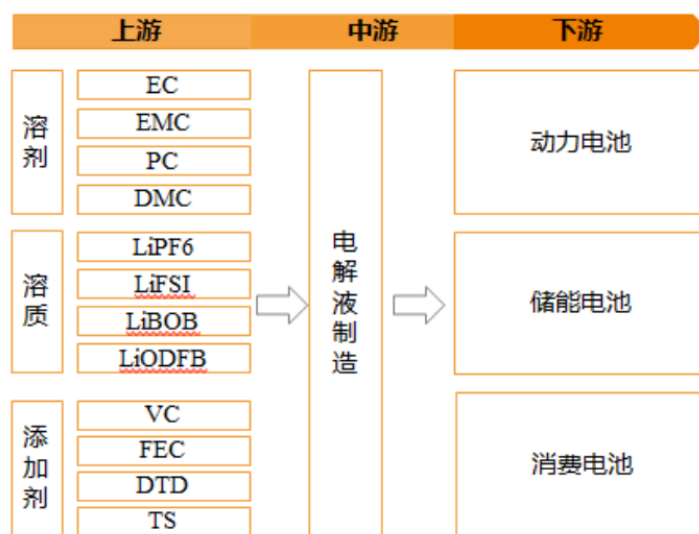 上游
中游
下游
溶剂
EC
EMC
PC
DMC
溶质
LiPF6
LiFSI
LiBOB
LiODFB
添加剂
VC
FEC
DTD
TS
电解液制造
动力电池
储能电池
消费电池